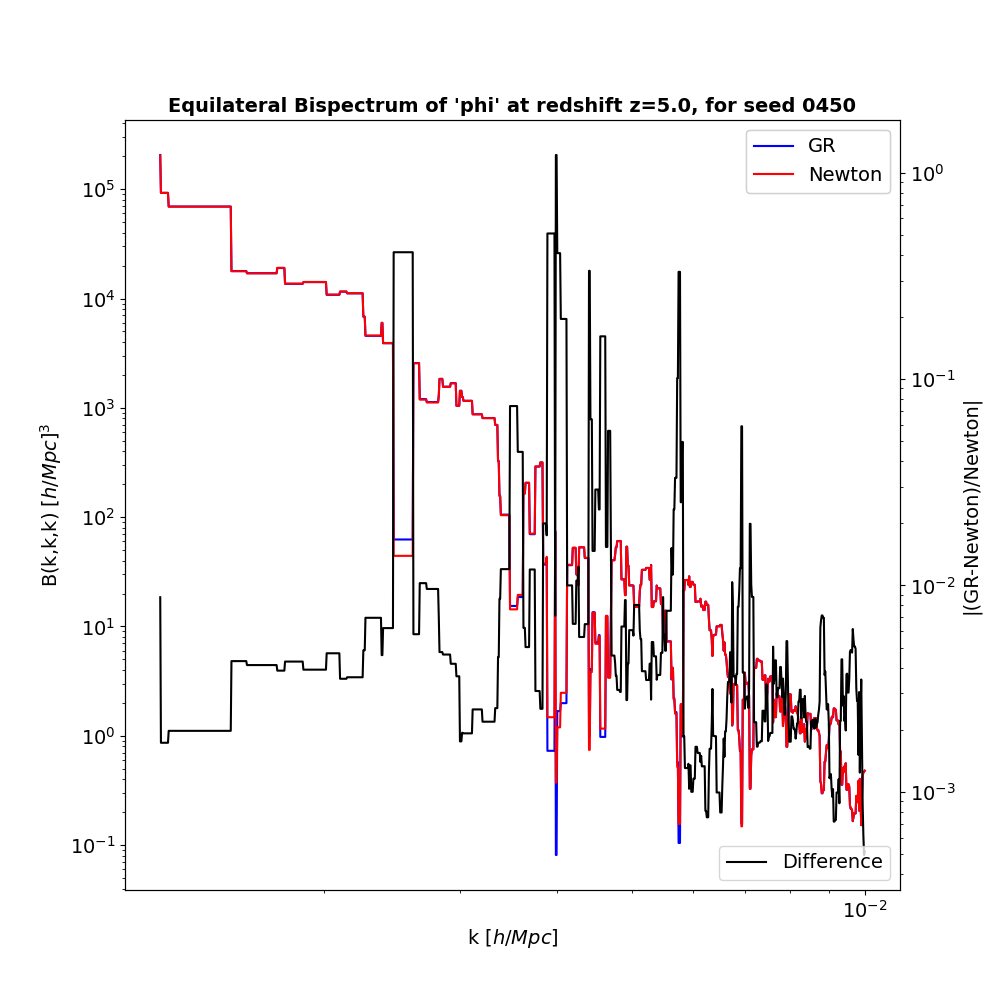 Equilateral Bispectrum of 'phi' at redshift z=5.0, for seed 0450
GR
Newton
10^5
10^4
10^3
10^2
10^1
10^0
10^-1
B(k,k,k) [h/Mpc]^3
10^0
10^-1
10^-2
10^-3
|(GR-Newton)/Newton|
Difference
10^-2
k [h/Mpc]